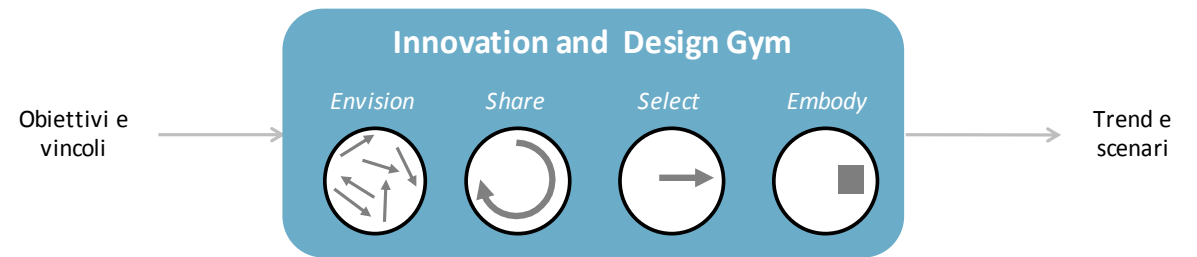 Innovation and Design Gym
Envision
Share
Select
Embody
Obiettivi e
vincoli
Trend e
scenari